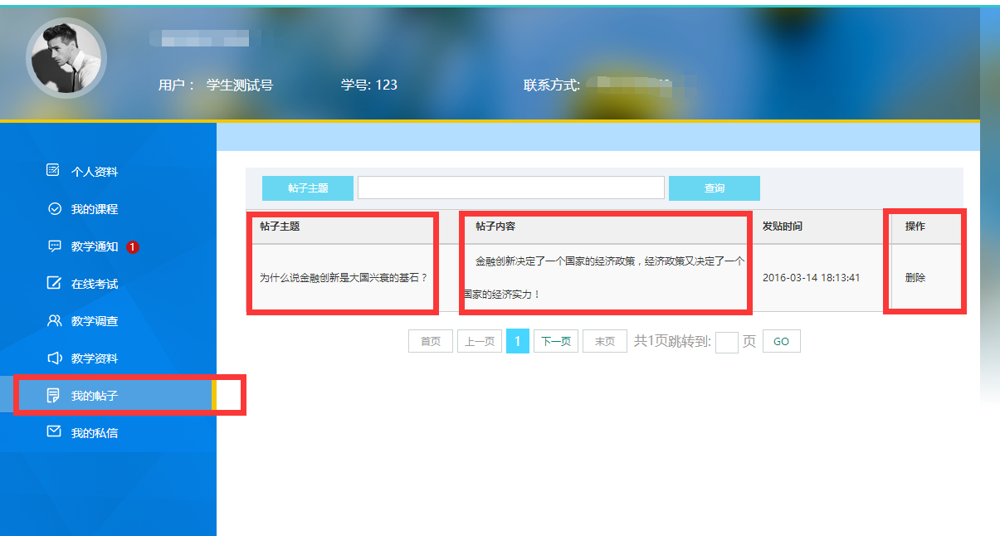 用户： 学生测试号 学号: 123 联系方式:
个人资料
我的课程
教学通知 1
在线考试
教学调查
教学资料
我的帖子
我的私信
帖子主题 查询
帖子主题 帖子内容 发贴时间 操作
为什么说金融创新是大国兴衰的基石？ 金融创新决定了一个国家的经济政策，经济政策又决定了一个
国家的经济实力！ 2016-03-14 18:13:41 删除
首页 上一页 1 下一页 末页 共1页跳转到: 页 GO